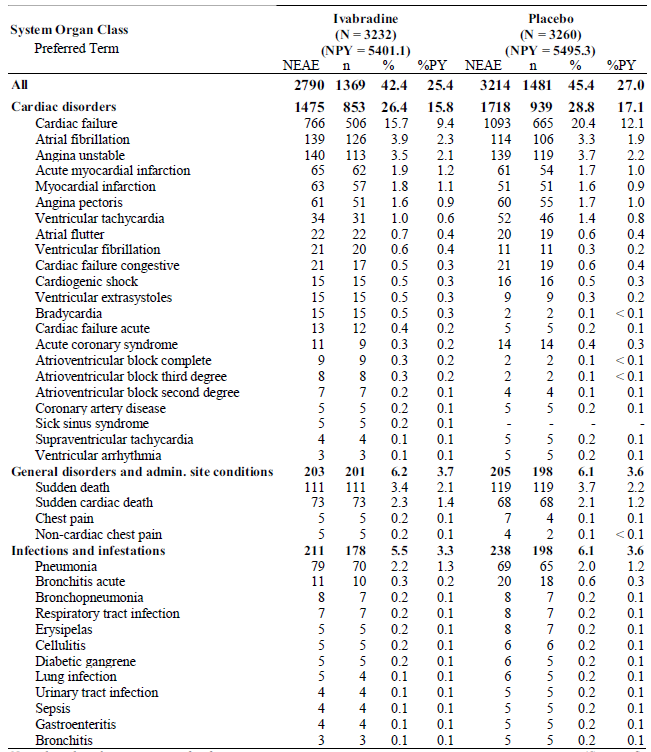 System Organ Class
Preferred Term
Ivabradine
(N = 3232)
(NPY = 5401.1)
Placebo
(N = 3260)
(NPY = 5495.3)
NEAE n % %PY NEAE n % %PY
All 2790 1369 42.4 25.4 3214 1481 45.4 27.0
Cardiac disorders 1475 853 26.4 15.8 1718 939 28.8 17.1
Cardiac failure 766 506 15.7 9.4 1093 665 20.4 12.1
Atrial fibrillation 139 126 3.9 2.3 114 106 3.3 1.9
Angina unstable 140 113 3.5 2.1 139 119 3.7 2.2
Acute myocardial infarction 65 62 1.9 1.2 61 54 1.7 1.0
Myocardial infarction 63 57 1.8 1.1 51 51 1.6 0.9
Angina pectoris 61 51 1.6 0.9 60 55 1.7 1.0
Ventricular tachycardia 34 31 1.0 0.6 52 46 1.4 0.8
Atrial flutter 22 22 0.7 0.4 20 19 0.6 0.4
Ventricular fibrillation 21 20 0.6 0.4 11 11 0.3 0.2
Cardiac failure congestive 21 17 0.5 0.3 21 19 0.6 0.4
Cardiogenic shock 15 15 0.5 0.3 16 16 0.5 0.3
Ventricular extrasystoles 15 15 0.5 0.3 9 9 0.3 0.2
Bradycardia 15 15 0.5 0.3 2 2 0.1 <0.1
Cardiac failure acute 13 12 0.4 0.2 5 5 0.2 0.1
Acute coronary syndrome 11 9 0.3 0.2 14 14 0.4 0.3
Atrioventricular block complete 9 9 0.3 0.2 2 2 0.1 <0.1
Atrioventricular block third degree 8 8 0.3 0.2 2 2 0.1 <0.1
Atrioventricular block second degree 7 7 0.2 0.1 4 4 0.1 0.1
Coronary artery disease 5 5 0.2 0.1 5 5 0.2 0.1
Sick sinus syndrome 5 5 0.2 0.1 - - - -
Supraventricular tachycardia 4 4 0.1 0.1 5 5 0.2 0.1
Ventricular arrhythmia 3 3 0.1 0.1 5 5 0.2 0.1
General disorders and admin. site conditions 203 201 6.2 3.7 205 198 6.1 3.6
Sudden death 111 111 3.4 2.1 119 119 3.7 2.2
Sudden cardiac death 73 73 2.3 1.4 68 68 2.1 1.2
Chest pain 5 5 0.2 0.1 7 4 0.1 0.1
Non-cardiac chest pain 5 5 0.2 0.1 4 2 0.1 <0.1
Infections and infestations 211 178 5.5 3.3 238 198 6.1 3.6
Pneumonia 79 70 2.2 1.3 69 65 2.0 1.2
Bronchitis acute 11 10 0.3 0.2 20 18 0.6 0.3
Bronchopneumonia 8 7 0.2 0.1 8 7 0.2 0.1
Respiratory tract infection 7 7 0.2 0.1 8 7 0.2 0.1
Erysipelas 5 5 0.2 0.1 8 7 0.2 0.1
Cellulitis 5 5 0.2 0.1 6 6 0.2 0.1
Diabetic gangrene 5 5 0.2 0.1 6 5 0.2 0.1
Lung infection 5 4 0.1 0.1 6 5 0.2 0.1
Urinary tract infection 4 4 0.1 0.1 5 5 0.2 0.1
Sepsis 4 4 0.1 0.1 5 5 0.2 0.1
Gastroenteritis 4 4 0.1 0.1 5 5 0.2 0.1
Bronchitis 3 3 0.1 0.1 5 5 0.2 0.1